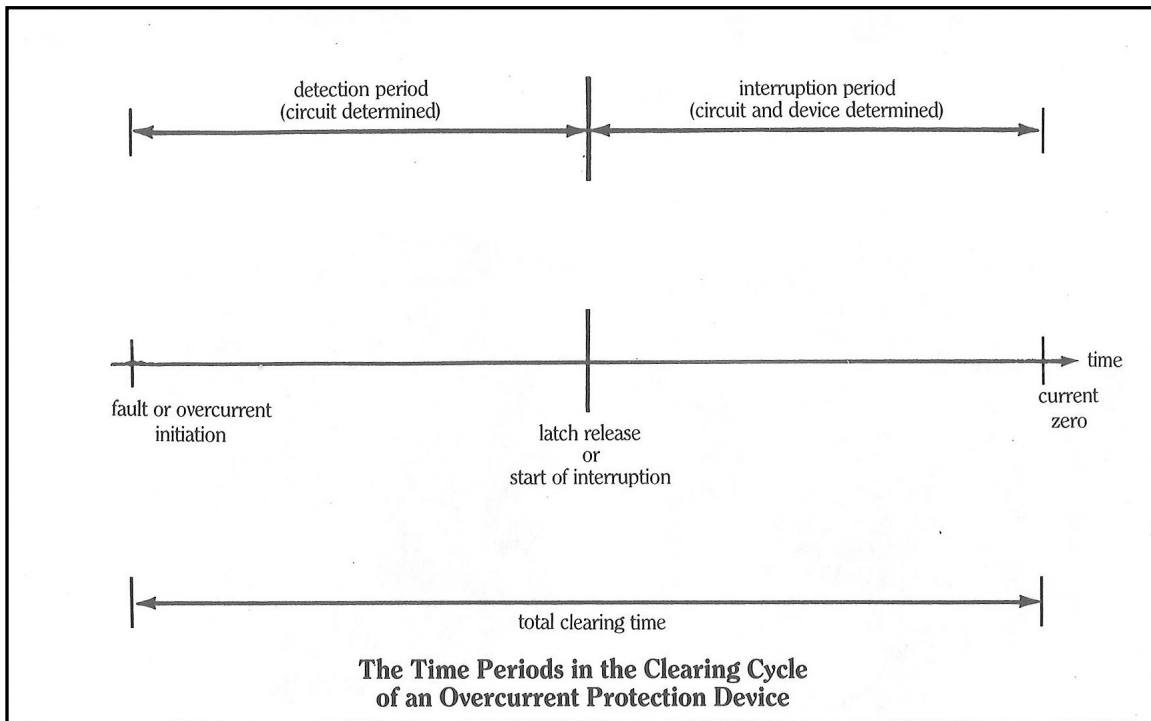 detection period
(circuit determined)
interruption period
(circuit and device determined)
time
fault or overcurrent
initiation
latch release
or
start of interruption
current
zero
total clearing time
The Time Periods in the Clearing Cycle
of an Overcurrent Protection Device